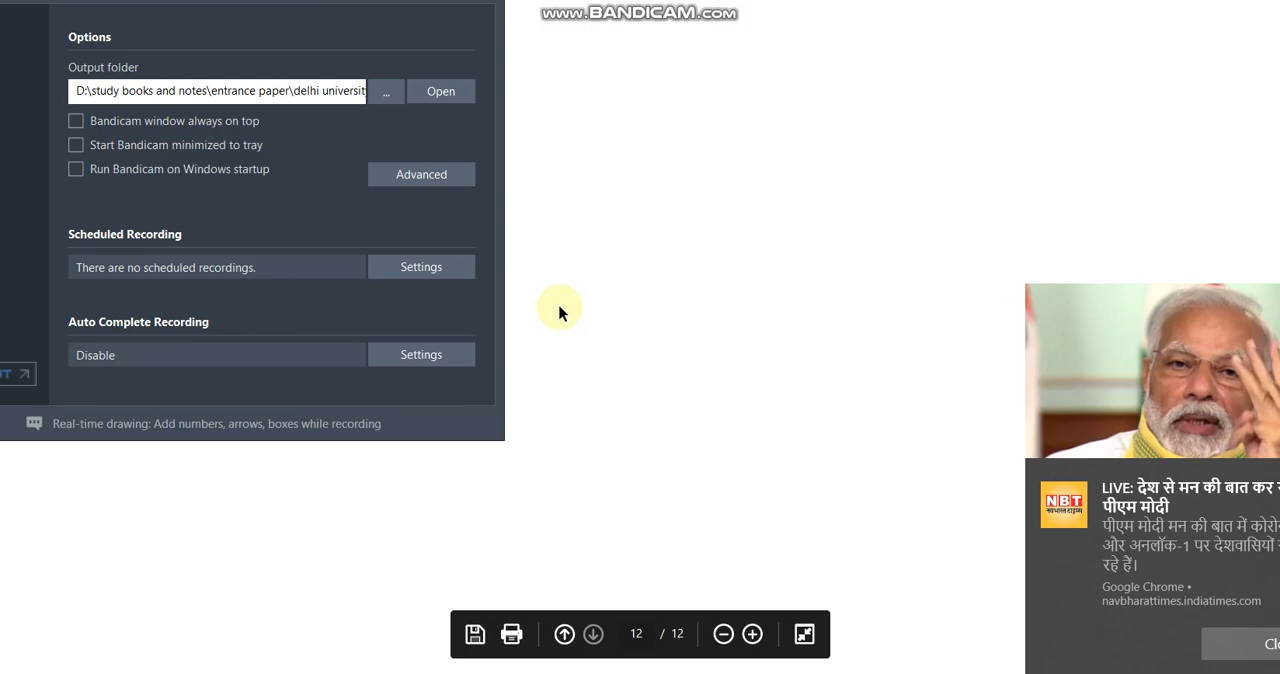 www.BANDICAM.com
Options
Output folder
D:\study books and notes\entrance paper\delhi universit
...
Open
Bandicam window always on top
Start Bandicam minimized to tray
Run Bandicam on Windows startup
Advanced
Scheduled Recording
There are no scheduled recordings.
Settings
Auto Complete Recording
Disable
Settings
Real-time drawing: Add numbers, arrows, boxes while recording
NBT
नवभारत टाइम्स
LIVE: देश से मन की बात कर
पीएम मोदी
पीएम मोदी मन की बात में
और अनलॉक-1 पर देशवासियों
रहे हैं।
Google Chrome •
navbharattimes.indiatimes.com
12 / 12